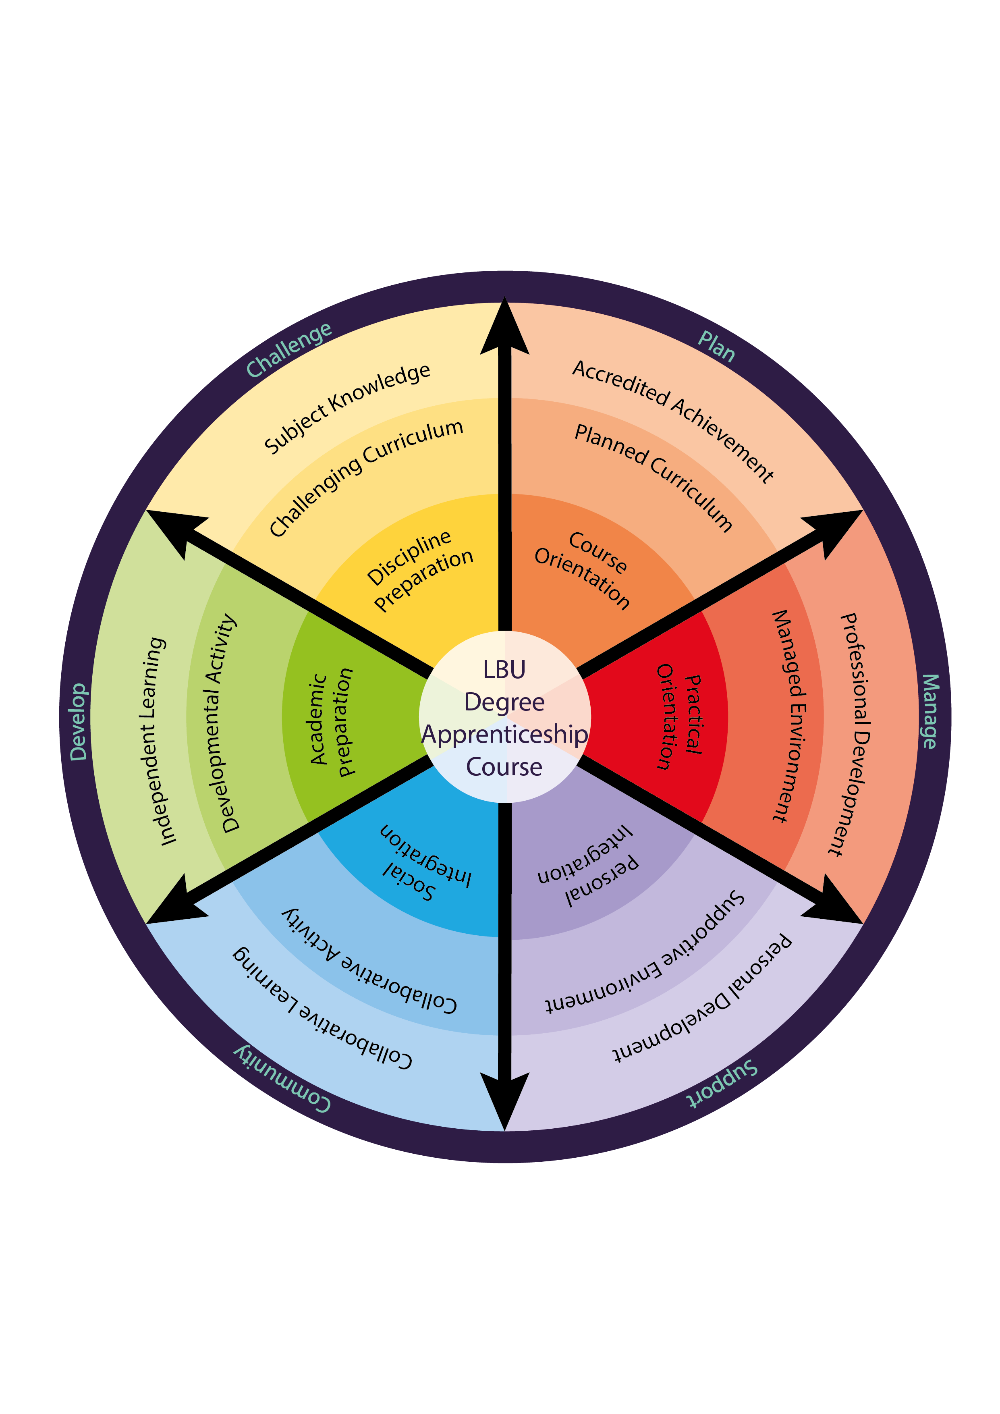 Challenge
Plan
Manage
Support
Community
Develop
Subject Knowledge
Challenging Curriculum
Discipline
Preparation
Accredited Achievement
Planned Curriculum
Course
Orientation
Professional Development
Managed Environment
Practical
Orientation
Personal Development
Supportive Environment
Personal
Integration
Collaborative Learning
Collaborative Activity
Social
Integration
Independent Learning
Developmental Activity
Academic
Preparation
LBU
Degree
Apprenticeship
Course